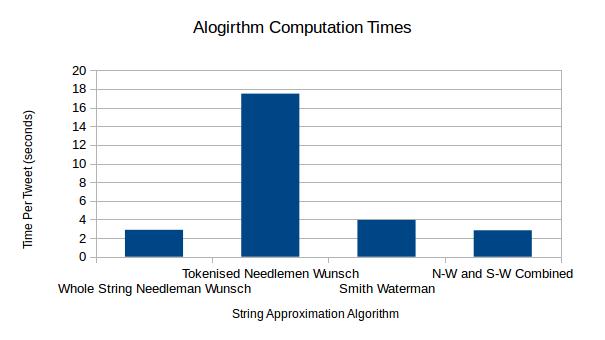 Alogirthm Computation Times
Time Per Tweet (seconds)
20
18
16
14
12
10
8
6
4
2
0
Tokenised Needlemen Wunsch
N-W and S-W Combined
Whole String Needleman Wunsch
Smith Waterman
String Approximation Algorithm